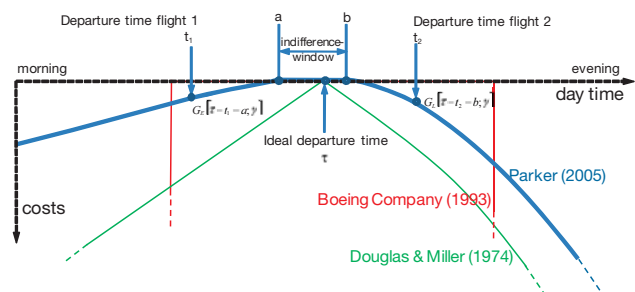 Departure time flight 1
t₁
a
b
Departure time flight 2
t₂
indifference-
window
morning
evening
day time
Ideal departure time
τ
costs
Parker (2005)
Boeing Company (1993)
Douglas & Miller (1974)